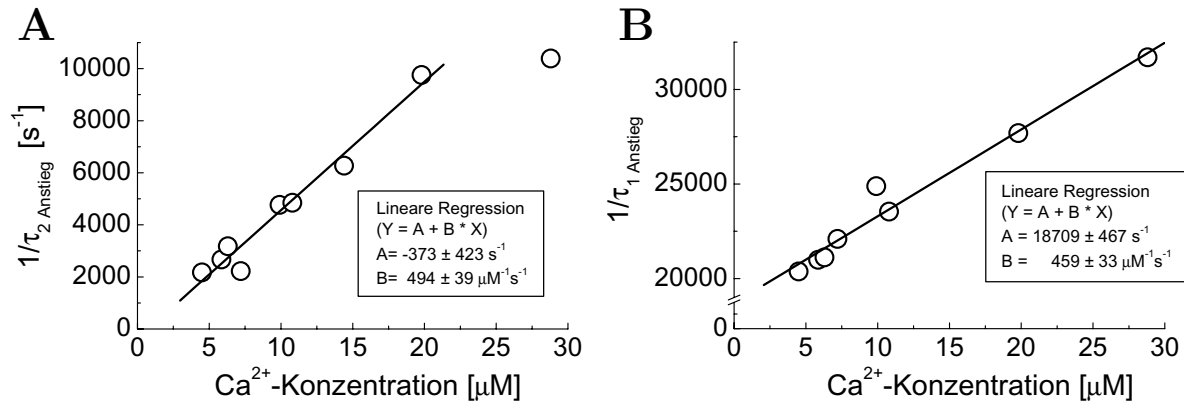 A
1/τ2 Anstieg [s-1]
10000
8000
6000
4000
2000
0
Lineare Regression
(Y = A + B * X)
A= -373 ± 423 s-1
B= 494 ± 39 μM-1s-1
0 5 10 15 20 25 30
Ca2+-Konzentration [μM]
B
1/τ1 Anstieg [s-1]
30000
25000
20000
0
Lineare Regression
(Y = A + B * X)
A = 18709 ± 467 s-1
B = 459 ± 33 μM-1s-1
0 5 10 15 20 25 30
Ca2+-Konzentration [μM]